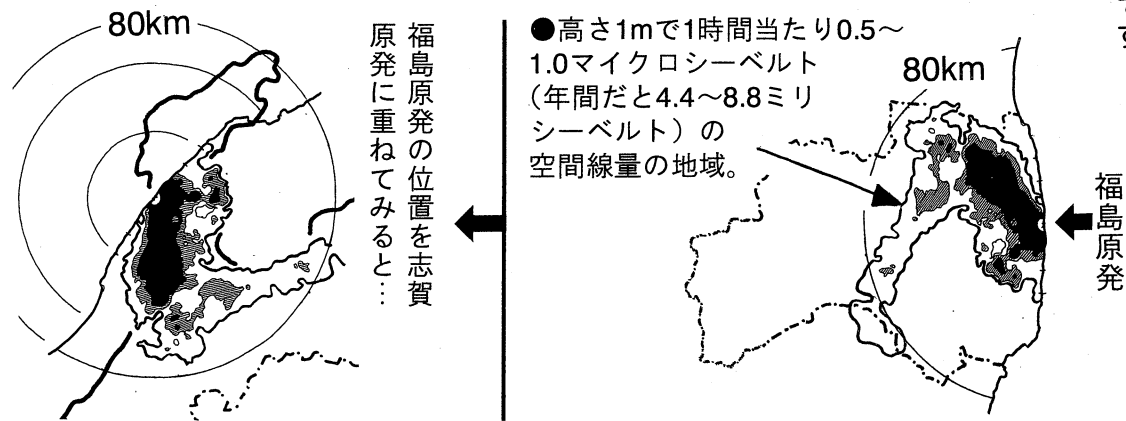 80km
福島原発の位置を志賀
原発に重ねてみると…
●高さ1mで1時間当たり0.5〜
1.0マイクロシーベルト
(年間だと4.4〜8.8ミリ
シーベルト)の
空間線量の地域。
80km
福島原発